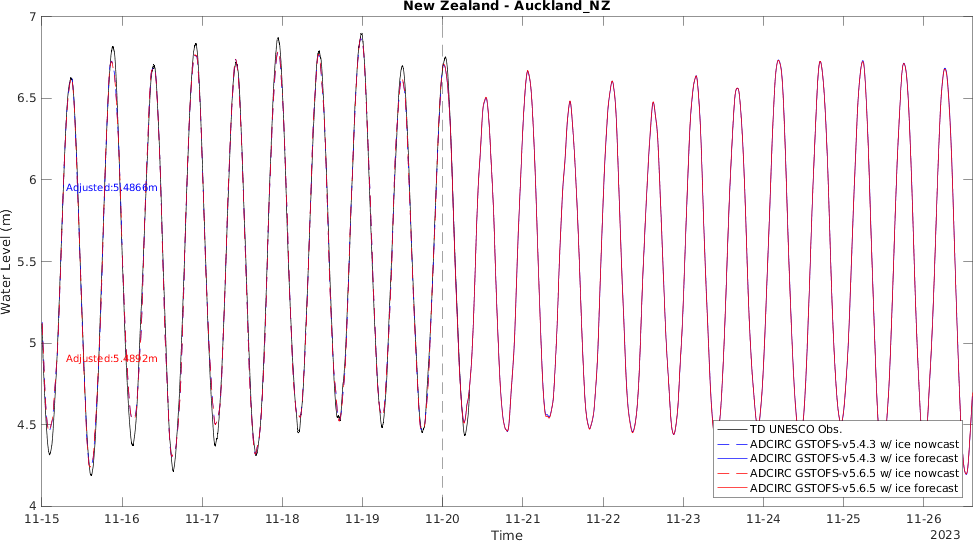 New Zealand - Auckland_NZ
7
6.5
6
5.5
5
4.5
4
Water Level (m)
Adjusted:5.4866m
Adjusted:5.4892m
TD UNESCO Obs.
ADCIRC GSTOFS-v5.4.3 w/ ice nowcast
ADCIRC GSTOFS-v5.4.3 w/ ice forecast
ADCIRC GSTOFS-v5.6.5 w/ ice nowcast
ADCIRC GSTOFS-v5.6.5 w/ ice forecast
11-15 11-16 11-17 11-18 11-19 11-20 11-21 11-22 11-23 11-24 11-25 11-26
2023
Time